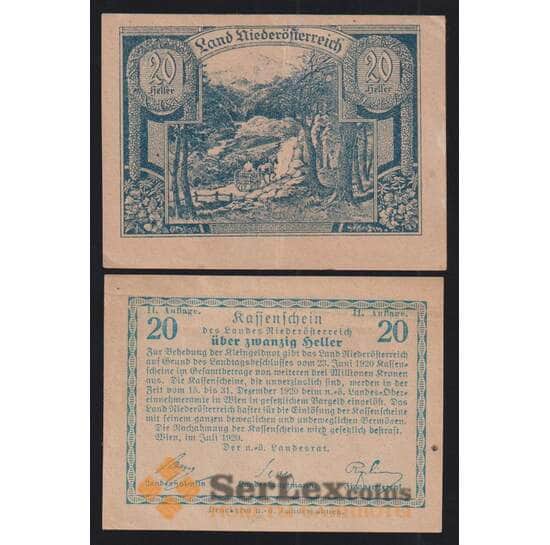 Land Niederösterreich
20 Heller
20 Heller
II. Auflage.
II. Auflage.
20
20
Kassenschein
des Landes Niederösterreich
über zwanzig Heller
Zur Behebung der Kleingeldnot gibt das Land Niederösterreich
auf Grund des Landtagsbeschlusses vom 23. Juni 1920 Kassen-
scheine im Gesamtbetrage von weiteren drei Millionen Kronen
aus. Die Kassenscheine, die unverzinslich sind, werden in der
Zeit vom 15. bis 31. Dezember 1920 beim n.-ö. Landes-Ober-
einnehmeramte in Wien in gesetzlichem Bargeld eingelöst. Das
Land Niederösterreich haftet für die Einlösung der Kassenscheine
mit seinem ganzen beweglichen und unbeweglichen Vermögen.
Die Nachahmung der Kassenscheine wird gesetzlich bestraft.
Wien, im Juli 1920.
Der n.-ö. Landesrat.
SerLexcoins